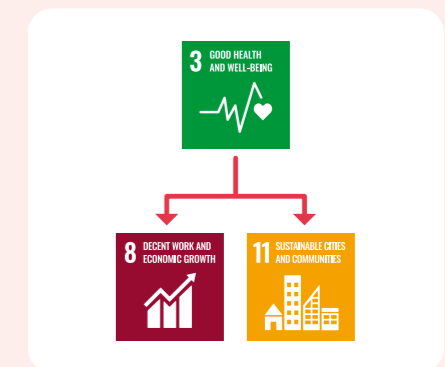 3 GOOD HEALTH
AND WELL-BEING
8 DECENT WORK AND
ECONOMIC GROWTH
11 SUSTAINABLE CITIES
AND COMMUNITIES